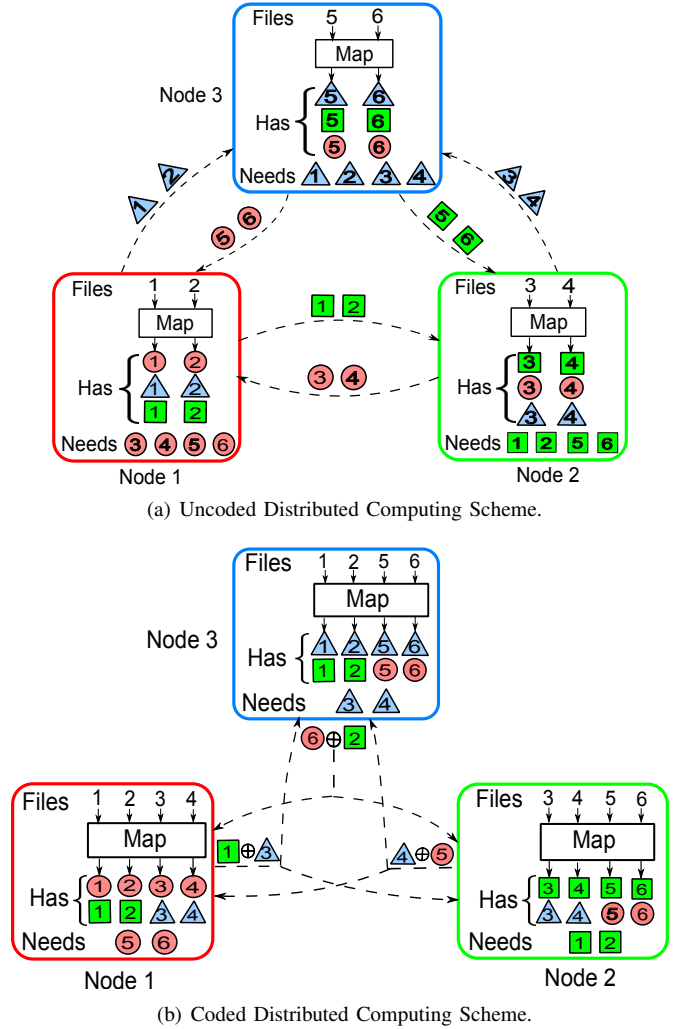 Files 5 6
Map
Node 3
Has
5 6
5 6
5 6
Needs 1 2 3 4
1 2
3 4
5 6
5 6
Files 1 2
Map
Has
1 2
1 2
1 2
Needs 3 4 5 6
Node 1
1 2
3 4
Files 3 4
Map
Has
3 4
3 4
3 4
Needs 1 2 5 6
Node 2
(a) Uncoded Distributed Computing Scheme.
Files 1 2 5 6
Map
Node 3
Has
1 2 5 6
1 2 5 6
Needs 3 4
6 ⊕ 2
Files 1 2 3 4
Map
Has
1 2 3 4
1 2 3 4
Needs 5 6
Node 1
1 ⊕ 3
4 ⊕ 5
Files 3 4 5 6
Map
Has
3 4 5 6
3 4 5 6
Needs 1 2
Node 2
(b) Coded Distributed Computing Scheme.